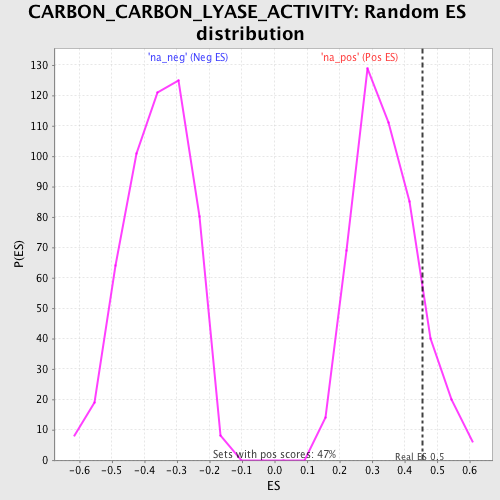 CARBON_CARBON_LYASE_ACTIVITY: Random ES
distribution
'na_neg' (Neg ES)
'na_pos' (Pos ES)
130
120
110
100
90
80
70
60
50
40
30
20
10
0
P(ES)
Sets with pos scores: 47%
Real ES 0.5
-0.6 -0.5 -0.4 -0.3 -0.2 -0.1 0.0 0.1 0.2 0.3 0.4 0.5 0.6
ES